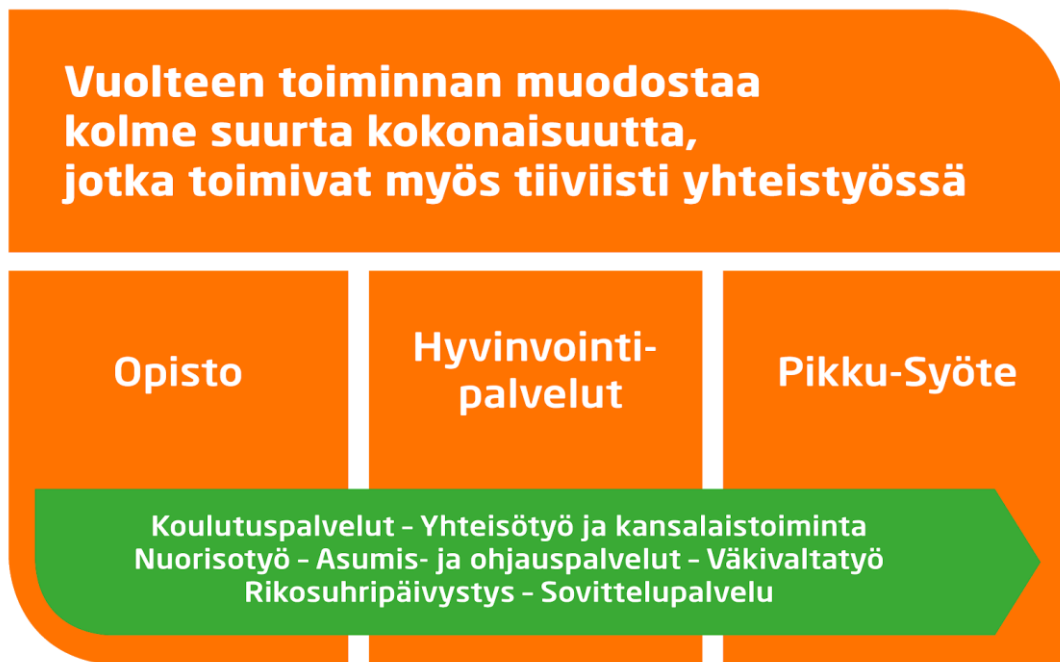 Vuolteen toiminnan muodostaa
kolme suurta kokonaisuutta,
jotka toimivat myös tiiviisti yhteistyössä
Opisto
Hyvinvointi-
palvelut
Pikku-Syöte
Koulutuspalvelut – Yhteisötyö ja kansalaistoiminta
Nuorisotyö – Asumis- ja ohjauspalvelut – Väkivaltatyö
Rikosuhripäivystys – Sovittelupalvelu